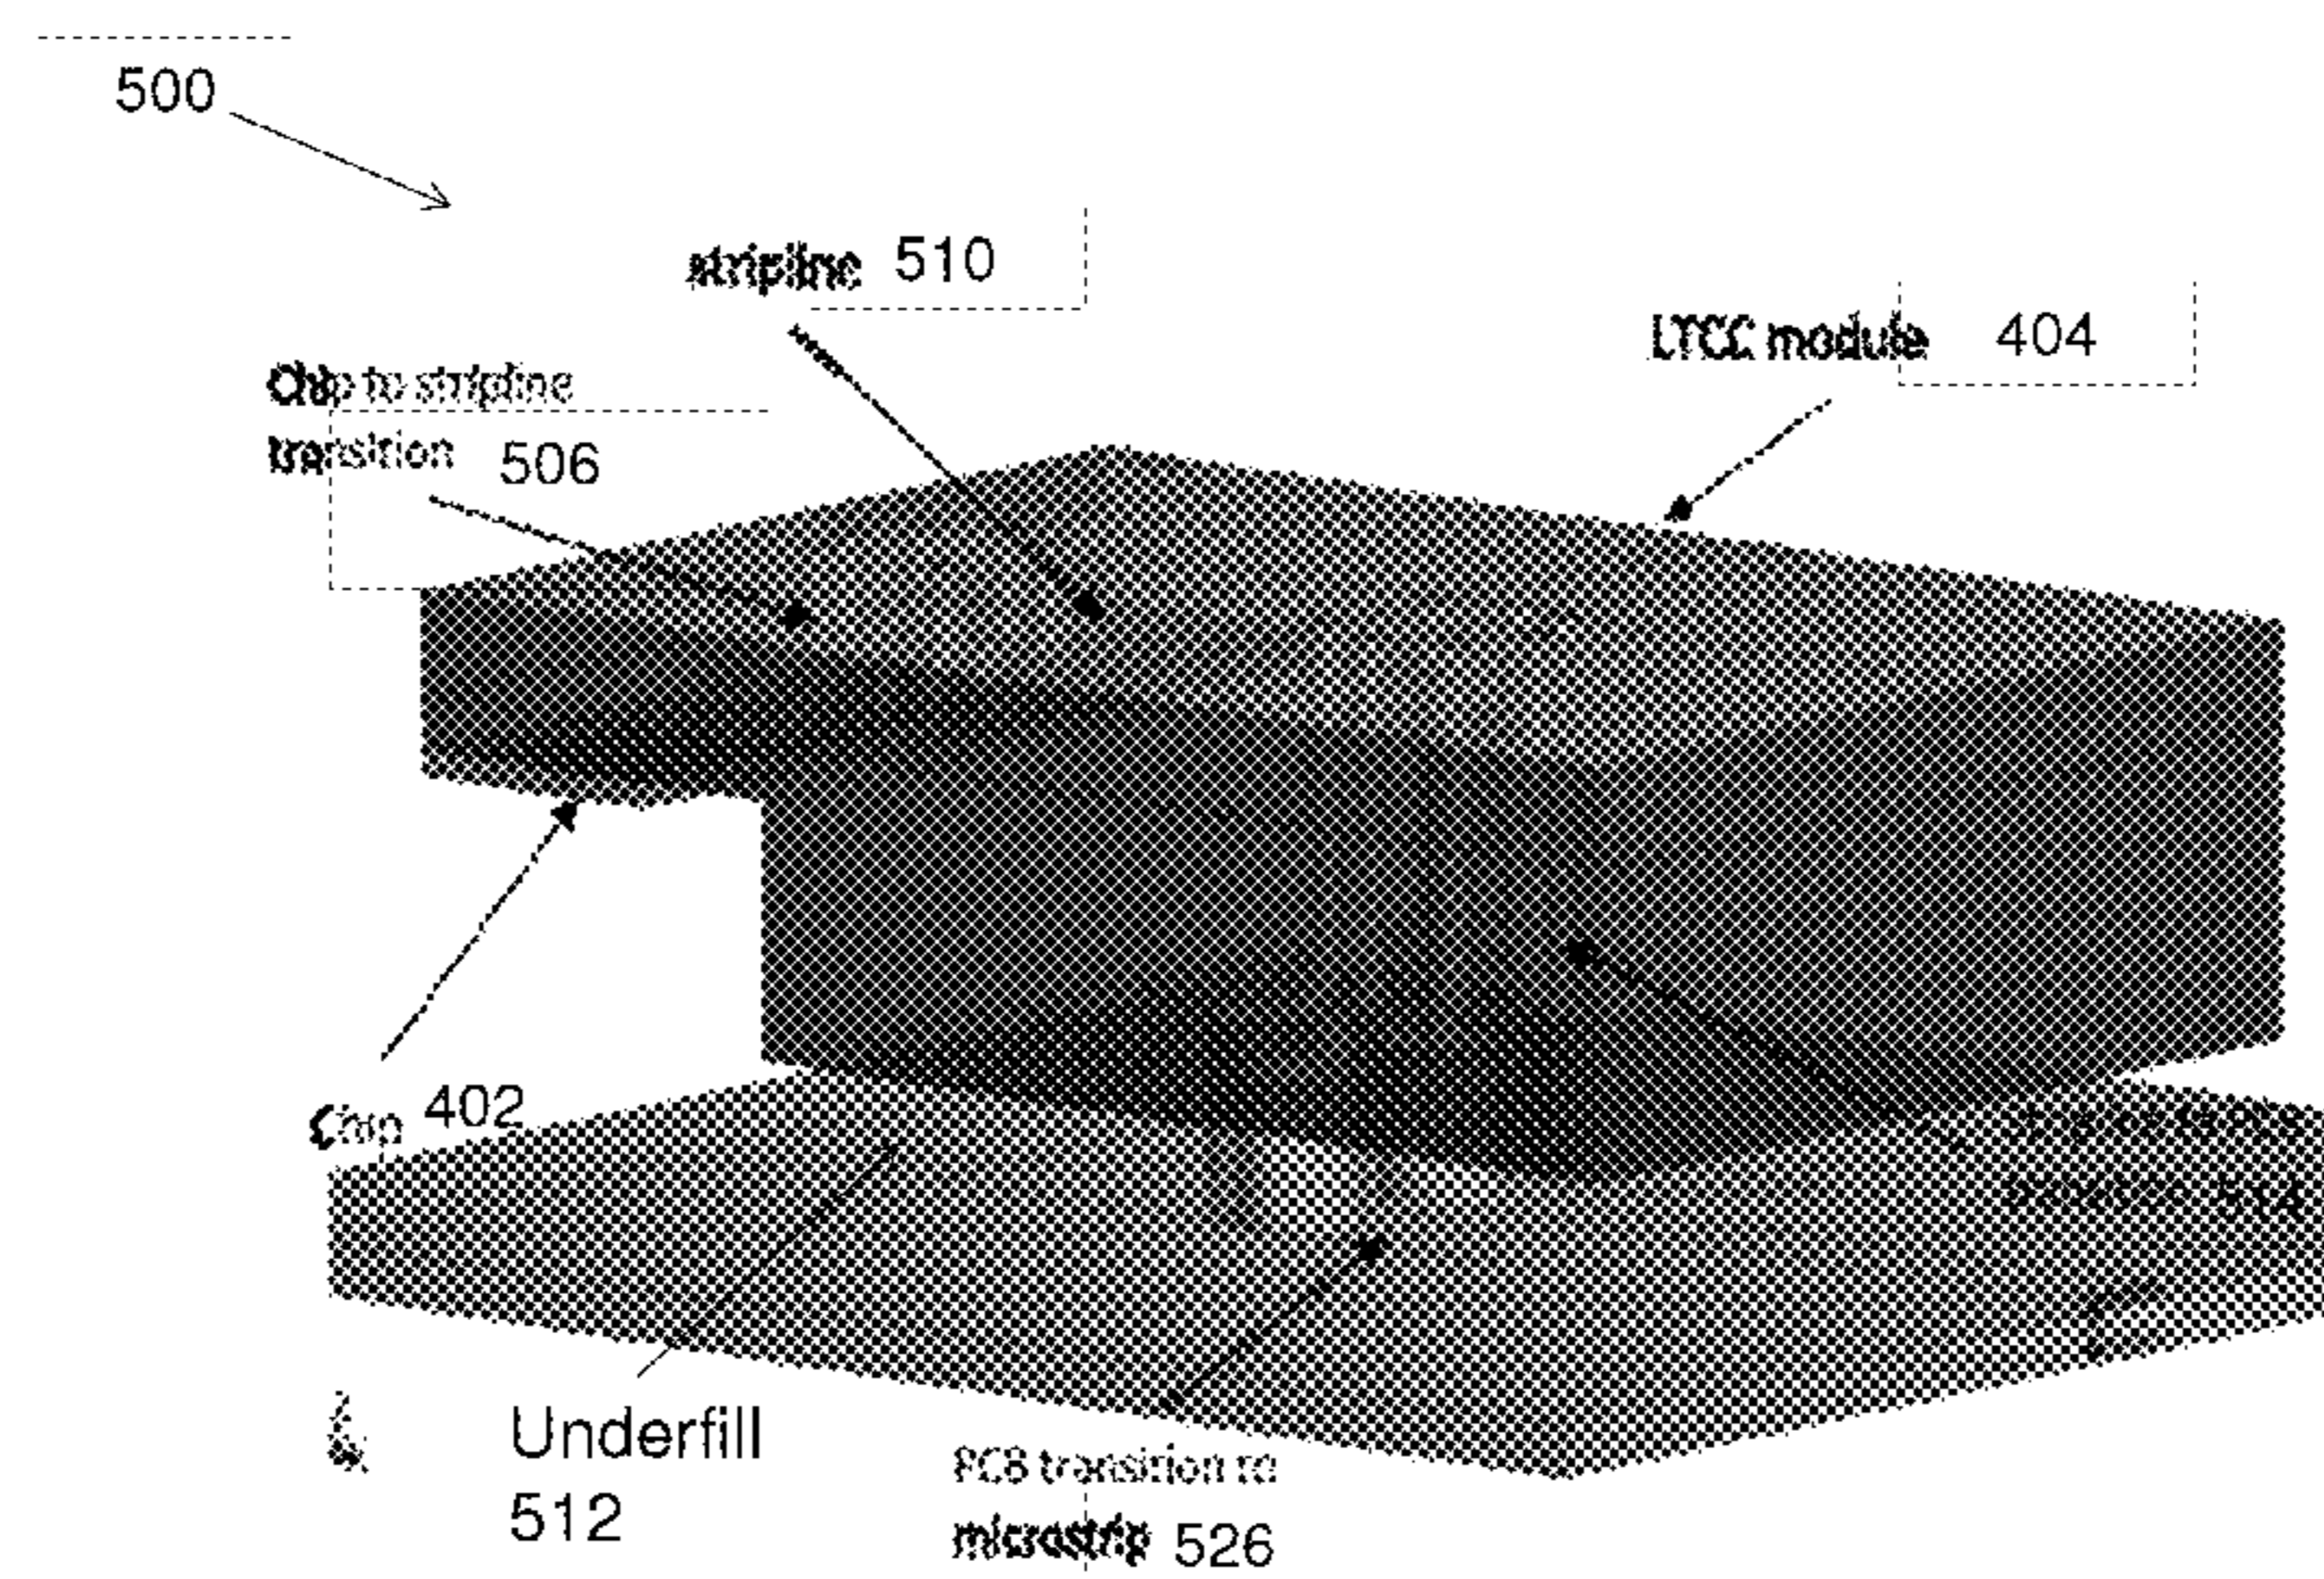 500
stripline 510
LTCC module 404
Chip to stripline
transition 506
Chip 402
514
Underfill
512
PCB transition to
microstrip 526